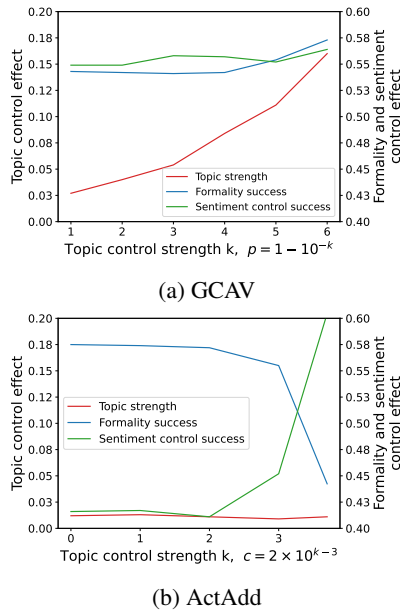 0.20
0.18
0.15
0.12
0.10
0.08
0.05
0.03
0.00
Topic control effect
0.60
0.58
0.55
0.53
0.50
0.48
0.45
0.43
0.40
Formality and sentiment
control effect
Topic strength
Formality success
Sentiment control success
1 2 3 4 5 6
Topic control strength k, p = 1 − 10^{-k}
(a) GCAV
0.20
0.18
0.15
0.12
0.10
0.08
0.05
0.03
0.00
Topic control effect
0.60
0.58
0.55
0.53
0.50
0.48
0.45
0.43
0.40
Formality and sentiment
control effect
Topic strength
Formality success
Sentiment control success
0 1 2 3
Topic control strength k, c = 2 × 10^{k−3}
(b) ActAdd